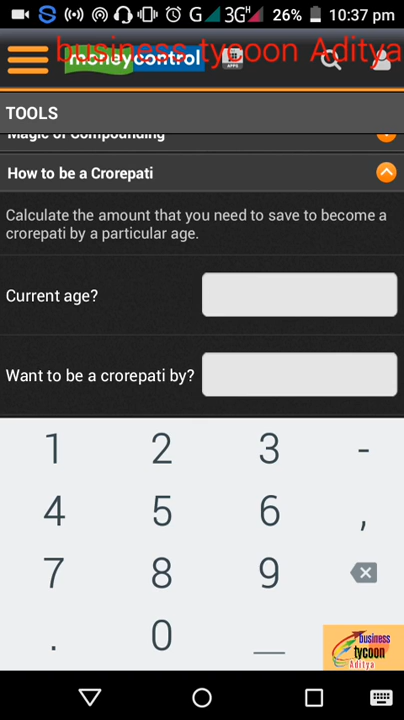 G 3G H 26% 10:37 pm
business tycoon Aditya
moneycontrol
APPS
TOOLS
Magic of Compounding
How to be a Crorepati
Calculate the amount that you need to save to become a
crorepati by a particular age.
Current age?
Want to be a crorepati by?
1 2 3 -
4 5 6 ,
7 8 9
. 0 _
business
tycoon
Aditya